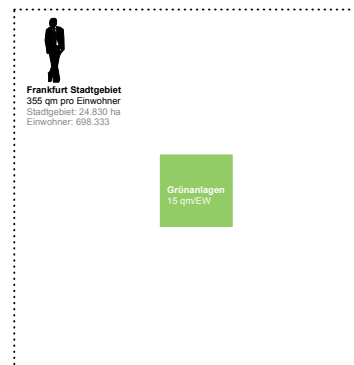 Frankfurt Stadtgebiet
355 qm pro Einwohner
Stadtgebiet: 24.830 ha
Einwohner: 698.333
Grünanlagen
15 qm/EW